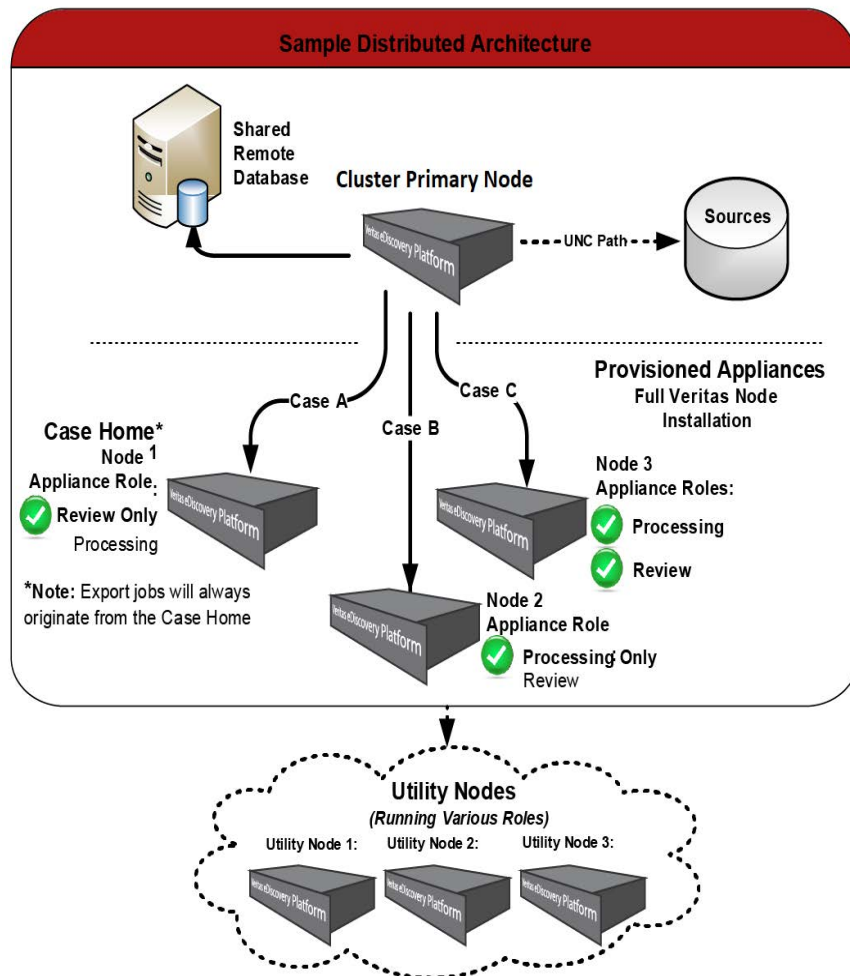 Sample Distributed Architecture
Shared
Remote
Database
Cluster Primary Node
Veritas eDiscovery Platform
UNC Path
Sources
Provisioned Appliances
Full Veritas Node
Installation
Case A
Case B
Case C
Case Home*
Node 1
Appliance Role
:
Review Only
Processing
Veritas eDiscovery Platform
*Note: Export jobs will always
originate from the Case Home
Node 3
Appliance Roles:
Processing
Review
Veritas eDiscovery Platform
Node 2
Appliance Role
:
Processing Only
Review
Veritas eDiscovery Platform
Utility Nodes
(Running Various Roles)
Utility Node 1:
Utility Node 2:
Utility Node 3:
Veritas eDiscovery Platform
Veritas eDiscovery Platform
Veritas eDiscovery Platform